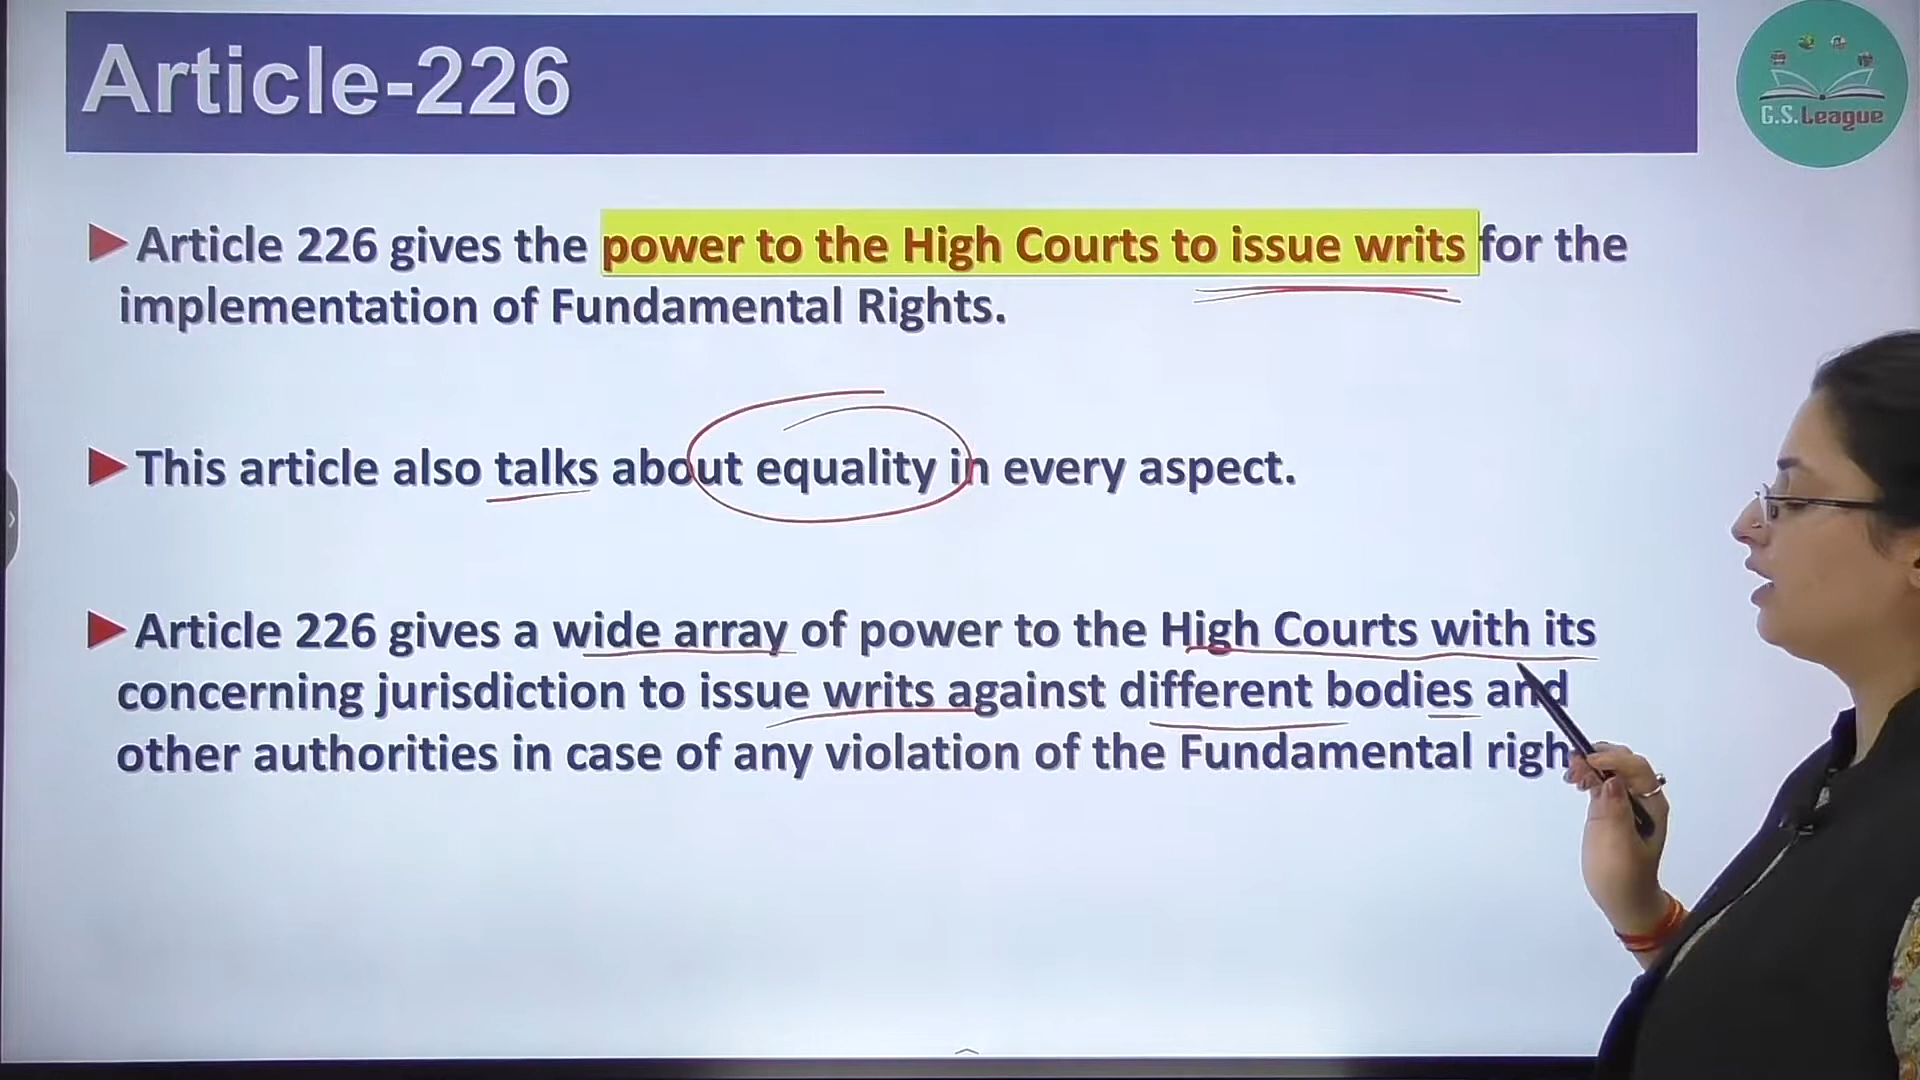 Article-226
G.S.League
Article 226 gives the power to the High Courts to issue writs for the
implementation of Fundamental Rights.
This article also talks about equality in every aspect.
Article 226 gives a wide array of power to the High Courts with its
concerning jurisdiction to issue writs against different bodies and
other authorities in case of any violation of the Fundamental righ